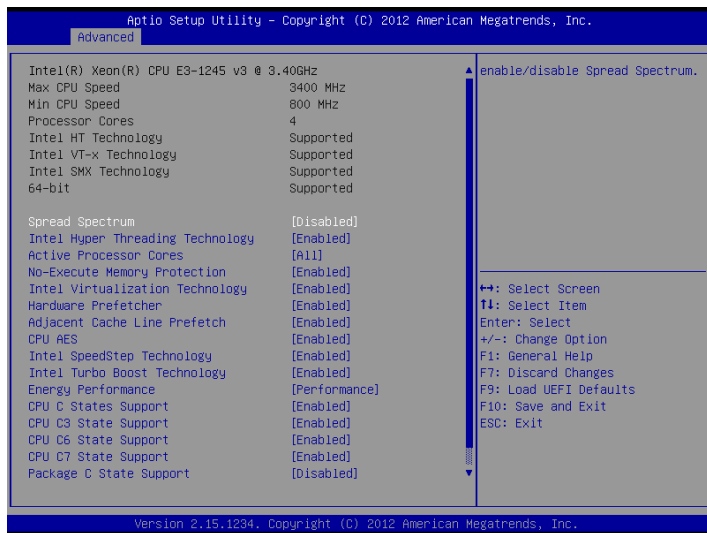 Aptio Setup Utility – Copyright (C) 2012 American Megatrends, Inc.
Advanced
Intel(R) Xeon(R) CPU E3-1245 v3 @ 3.40GHz
Max CPU Speed 3400 MHz
Min CPU Speed 800 MHz
Processor Cores 4
Intel HT Technology Supported
Intel VT-x Technology Supported
Intel SMX Technology Supported
64-bit Supported
Spread Spectrum [Disabled]
Intel Hyper Threading Technology [Enabled]
Active Processor Cores [All]
No-Execute Memory Protection [Enabled]
Intel Virtualization Technology [Enabled]
Hardware Prefetcher [Enabled]
Adjacent Cache Line Prefetch [Enabled]
CPU AES [Enabled]
Intel SpeedStep Technology [Enabled]
Intel Turbo Boost Technology [Enabled]
Energy Performance [Performance]
CPU C States Support [Enabled]
CPU C3 State Support [Enabled]
CPU C6 State Support [Enabled]
CPU C7 State Support [Enabled]
Package C State Support [Disabled]
enable/disable Spread Spectrum.
↔: Select Screen
↑↓: Select Item
Enter: Select
+/-: Change Option
F1: General Help
F7: Discard Changes
F9: Load UEFI Defaults
F10: Save and Exit
ESC: Exit
Version 2.15.1234. Copyright (C) 2012 American Megatrends, Inc.